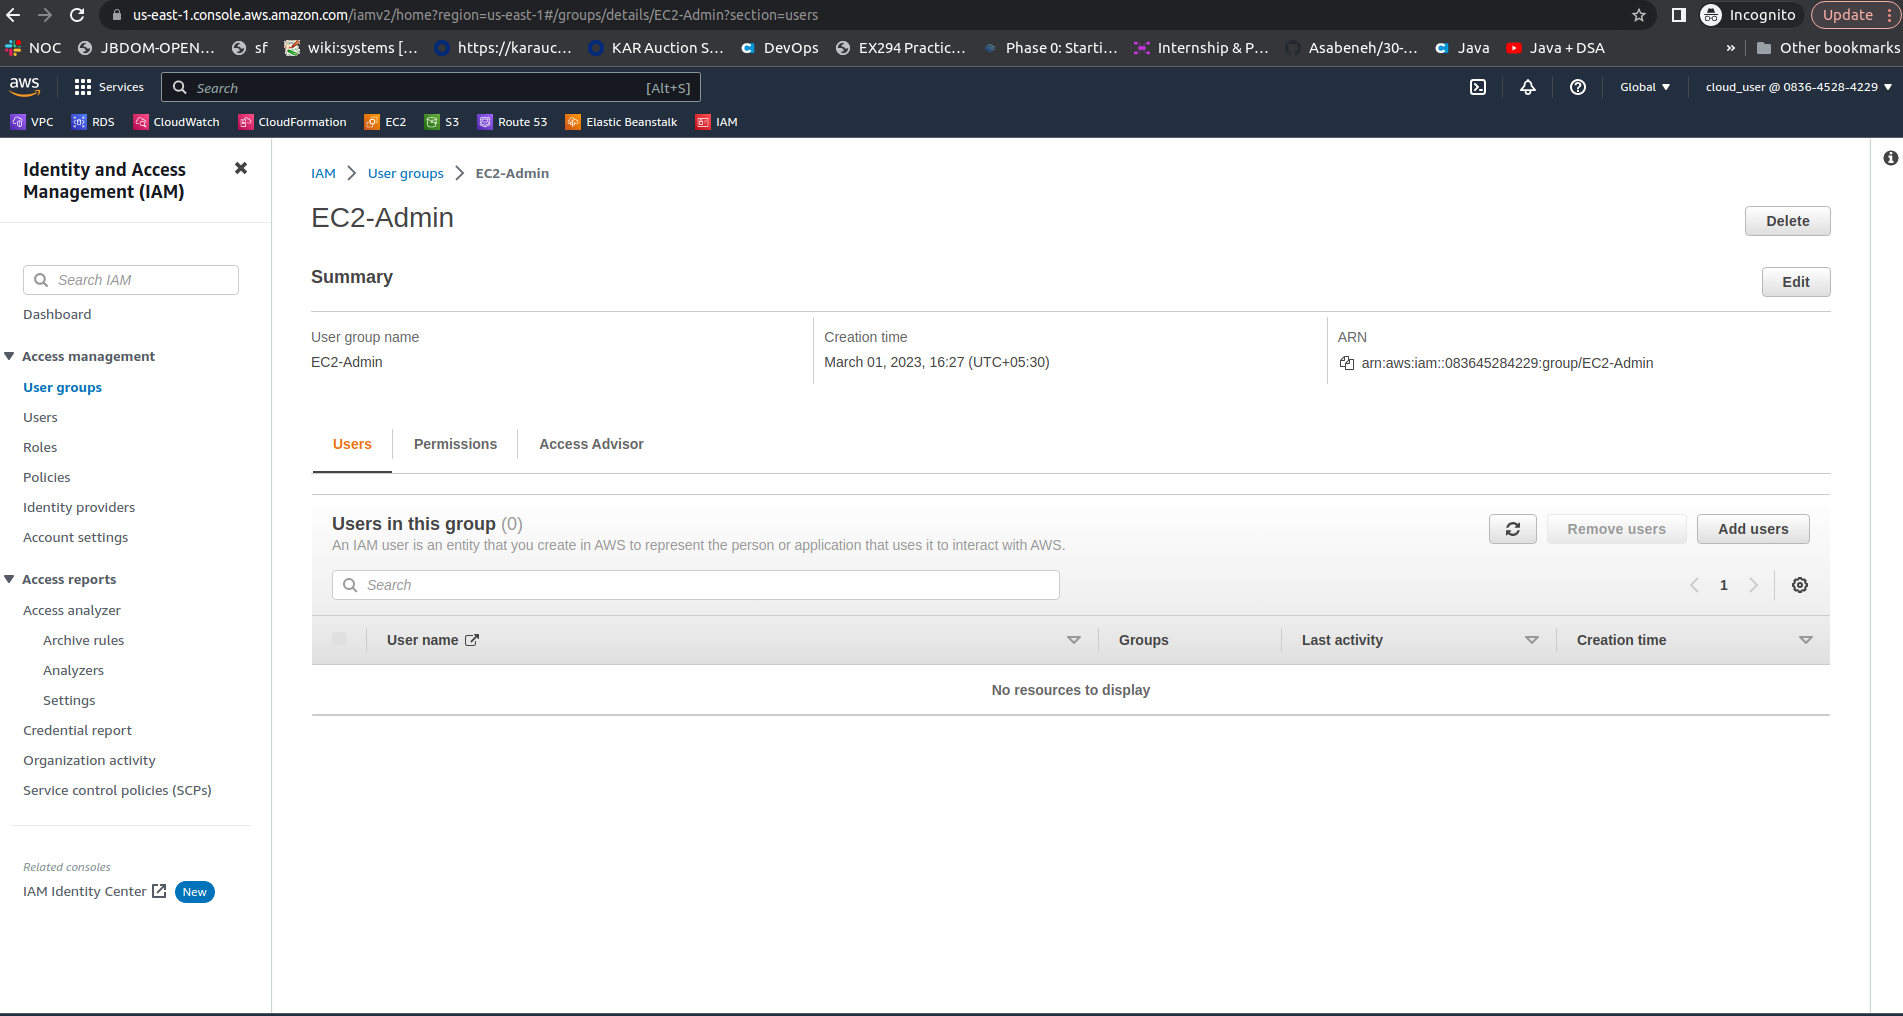 us-east-1.console.aws.amazon.com/iamv2/home?region=us-east-1#/groups/details/EC2-Admin?section=users
Incognito
Update
NOC
JBDOM-OPEN...
sf
wiki:systems [...
https://karauc...
KAR Auction S...
DevOps
EX294 Practic...
Phase 0: Starti...
Internship & P...
Asabeneh/30-...
Java
Java + DSA
»
Other bookmarks
aws
Services
Search
[Alt+S]
Global
cloud_user @ 0836-4528-4229
VPC
RDS
CloudWatch
CloudFormation
EC2
S3
Route 53
Elastic Beanstalk
IAM
Identity and Access
Management (IAM)
Search IAM
Dashboard
Access management
User groups
Users
Roles
Policies
Identity providers
Account settings
Access reports
Access analyzer
Archive rules
Analyzers
Settings
Credential report
Organization activity
Service control policies (SCPs)
Related consoles
IAM Identity Center
New
IAM
User groups
EC2-Admin
EC2-Admin
Delete
Summary
Edit
User group name
EC2-Admin
Creation time
March 01, 2023, 16:27 (UTC+05:30)
ARN
arn:aws:iam::083645284229:group/EC2-Admin
Users
Permissions
Access Advisor
Users in this group (0)
An IAM user is an entity that you create in AWS to represent the person or application that uses it to interact with AWS.
Remove users
Add users
Search
1
User name
Groups
Last activity
Creation time
No resources to display